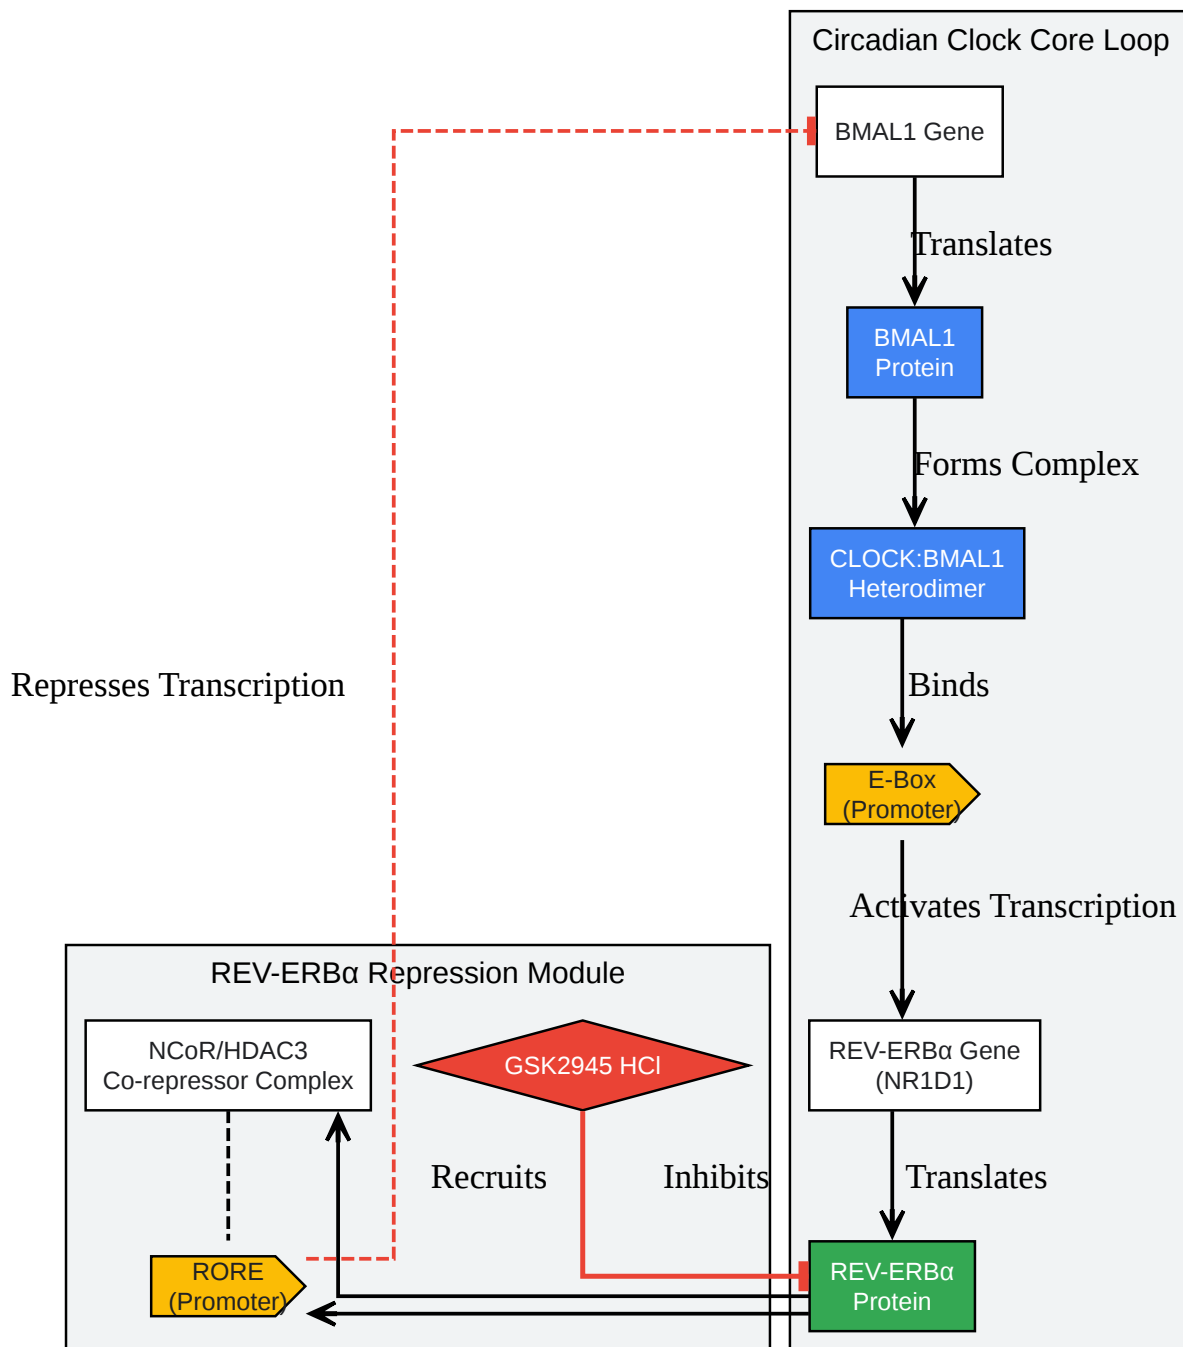 Circadian Clock Core Loop
BMAL1 Gene
Translates
BMAL1
Protein
Forms Complex
CLOCK:BMAL1
Heterodimer
Represses Transcription
Binds
E-Box
(Promoter)
Activates Transcription
REV-ERBα Repression Module
NCoR/HDAC3
Co-repressor Complex
GSK2945 HCl
REV-ERBα Gene
(NR1D1)
Recruits
Inhibits
Translates
RORE
(Promoter)
REV-ERBα
Protein